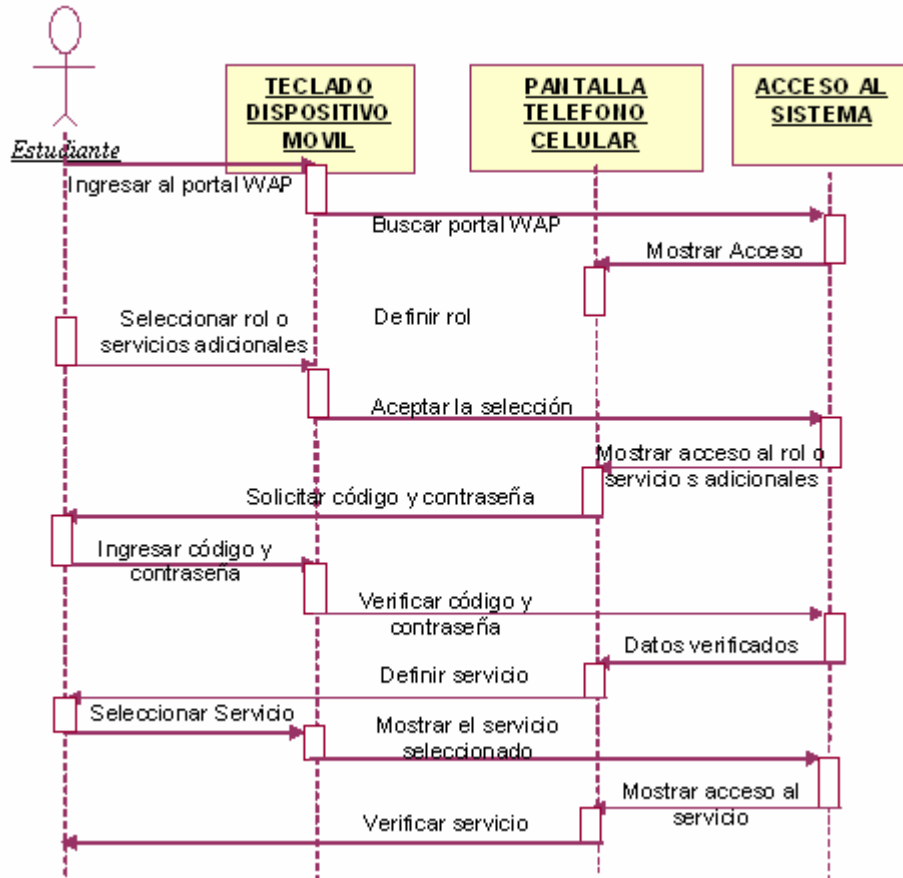 TECLADO
DISPOSITIVO
MOVIL
PANTALLA
TELEFONO
CELULAR
ACCESO AL
SISTEMA
Estudiante
Ingresar al portal WAP
Buscar portal WAP
Mostrar Acceso
Seleccionar rol o
servicios adicionales
Definir rol
Aceptar la selección
Mostrar acceso al rol o
servicio s adicionales
Solicitar código y contraseña
Ingresar código y
contraseña
Verificar código y
contraseña
Datos verificados
Definir servicio
Seleccionar Servicio
Mostrar el servicio
seleccionado
Mostrar acceso al
servicio
Verificar servicio